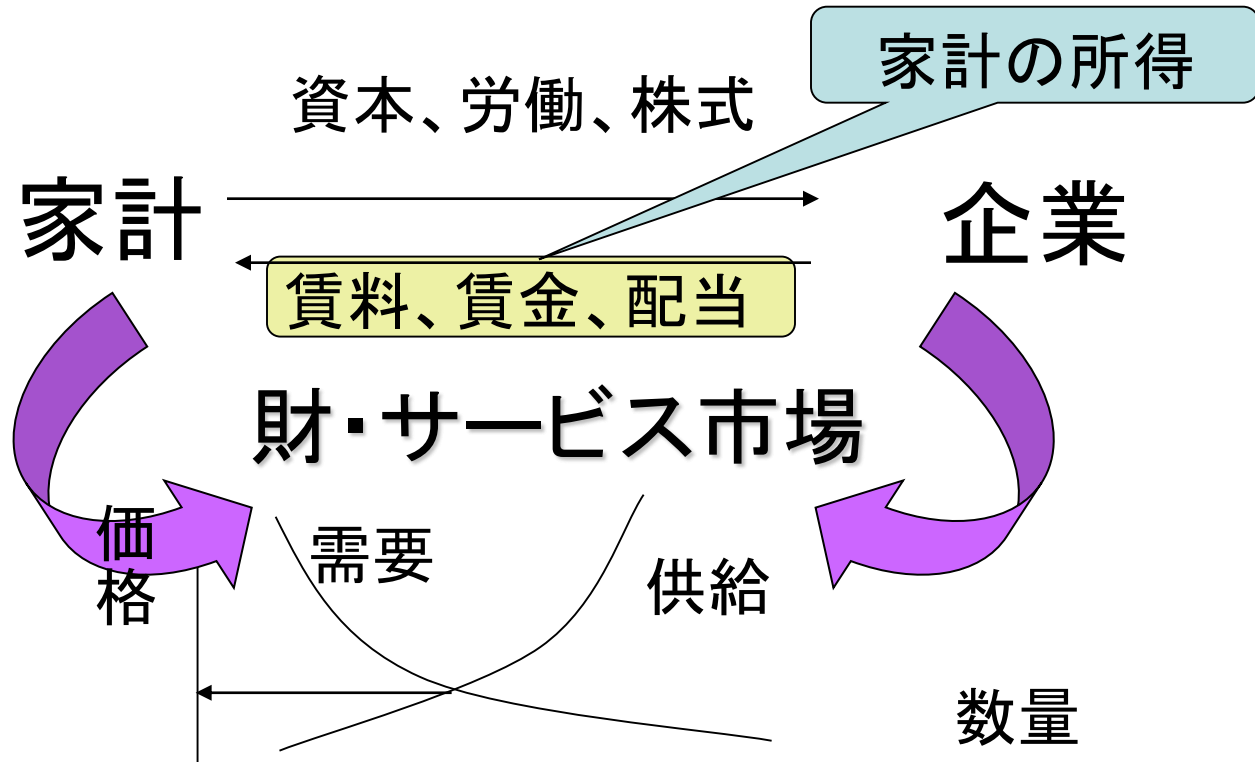 家計の所得
資本、労働、株式
家計
企業
賃料、賃金、配当
財・サービス市場
価
格
需要
供給
数量